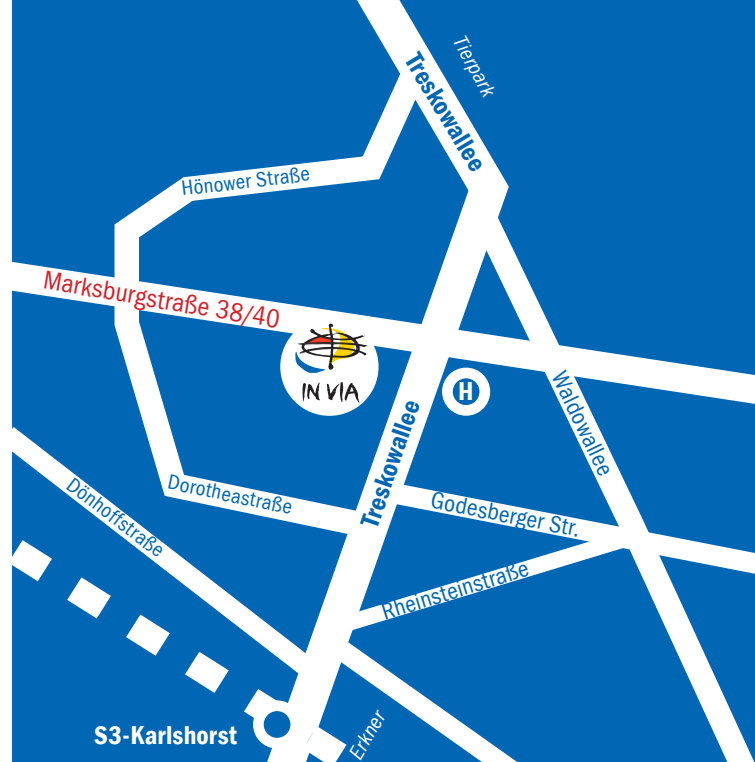 Tierpark
Treskowallee
Hönower Straße
Marksburgstraße 38/40
IN VIA
H
Waldowallee
Treskowallee
Dorotheastraße
Godesberger Str.
Dönhoffstraße
Rheinsteinstraße
S3-Karlshorst
Erkner